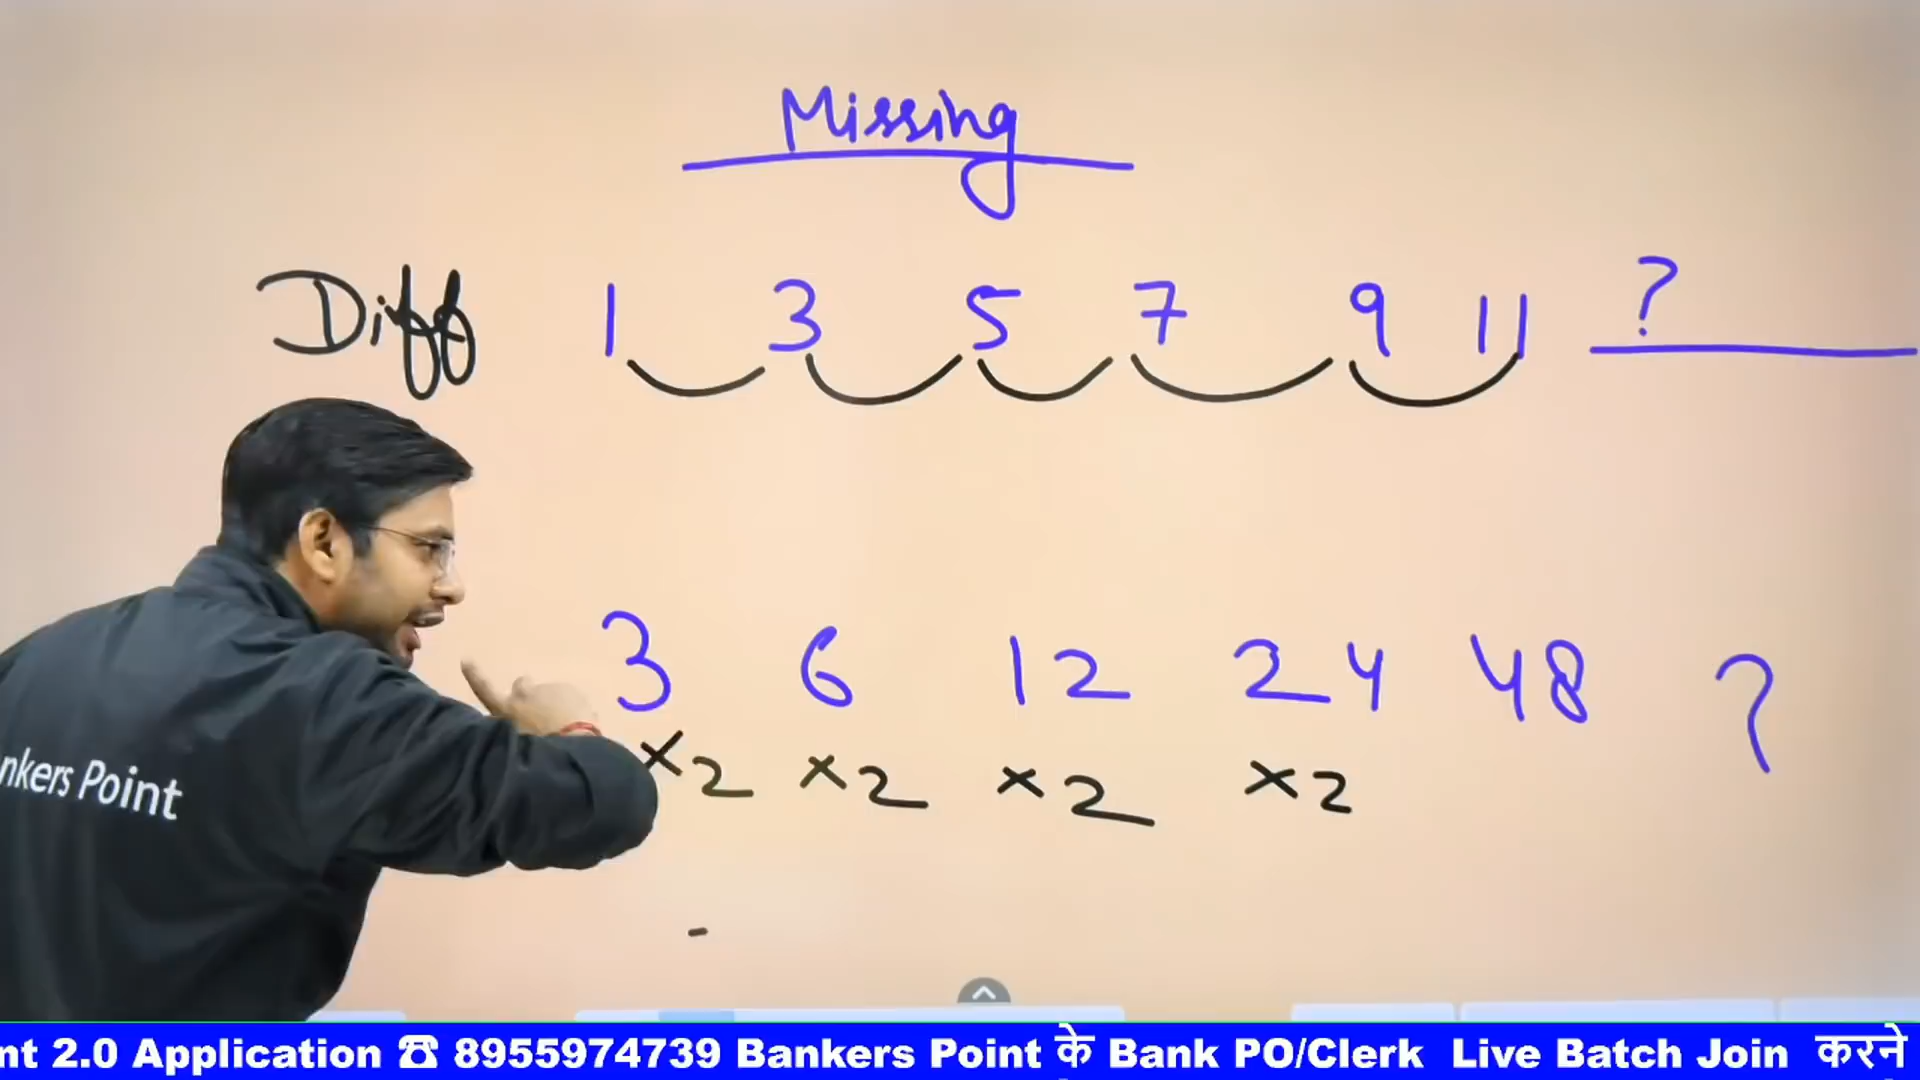 Missing
Diff 1 3 5 7 9 11 ?
3 6 12 24 48 ?
×2 ×2 ×2 ×2
-
nkers Point
nt 2.0 Application ☎ 8955974739 Bankers Point के Bank PO/Clerk Live Batch Join करने